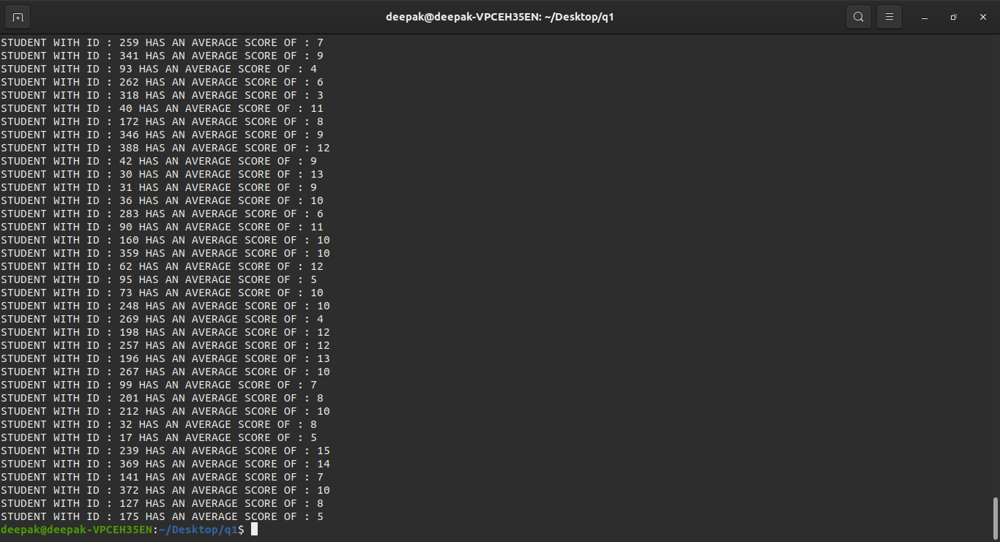 deepak@deepak-VPCEH35EN: ~/Desktop/q1
STUDENT WITH ID : 259 HAS AN AVERAGE SCORE OF : 7
STUDENT WITH ID : 341 HAS AN AVERAGE SCORE OF : 9
STUDENT WITH ID : 93 HAS AN AVERAGE SCORE OF : 4
STUDENT WITH ID : 262 HAS AN AVERAGE SCORE OF : 6
STUDENT WITH ID : 318 HAS AN AVERAGE SCORE OF : 3
STUDENT WITH ID : 40 HAS AN AVERAGE SCORE OF : 11
STUDENT WITH ID : 172 HAS AN AVERAGE SCORE OF : 8
STUDENT WITH ID : 346 HAS AN AVERAGE SCORE OF : 9
STUDENT WITH ID : 388 HAS AN AVERAGE SCORE OF : 12
STUDENT WITH ID : 42 HAS AN AVERAGE SCORE OF : 9
STUDENT WITH ID : 30 HAS AN AVERAGE SCORE OF : 13
STUDENT WITH ID : 31 HAS AN AVERAGE SCORE OF : 9
STUDENT WITH ID : 36 HAS AN AVERAGE SCORE OF : 10
STUDENT WITH ID : 283 HAS AN AVERAGE SCORE OF : 6
STUDENT WITH ID : 90 HAS AN AVERAGE SCORE OF : 11
STUDENT WITH ID : 160 HAS AN AVERAGE SCORE OF : 10
STUDENT WITH ID : 359 HAS AN AVERAGE SCORE OF : 10
STUDENT WITH ID : 62 HAS AN AVERAGE SCORE OF : 12
STUDENT WITH ID : 95 HAS AN AVERAGE SCORE OF : 5
STUDENT WITH ID : 73 HAS AN AVERAGE SCORE OF : 10
STUDENT WITH ID : 248 HAS AN AVERAGE SCORE OF : 10
STUDENT WITH ID : 269 HAS AN AVERAGE SCORE OF : 4
STUDENT WITH ID : 198 HAS AN AVERAGE SCORE OF : 12
STUDENT WITH ID : 257 HAS AN AVERAGE SCORE OF : 12
STUDENT WITH ID : 196 HAS AN AVERAGE SCORE OF : 13
STUDENT WITH ID : 267 HAS AN AVERAGE SCORE OF : 10
STUDENT WITH ID : 99 HAS AN AVERAGE SCORE OF : 7
STUDENT WITH ID : 201 HAS AN AVERAGE SCORE OF : 8
STUDENT WITH ID : 212 HAS AN AVERAGE SCORE OF : 10
STUDENT WITH ID : 32 HAS AN AVERAGE SCORE OF : 8
STUDENT WITH ID : 17 HAS AN AVERAGE SCORE OF : 5
STUDENT WITH ID : 239 HAS AN AVERAGE SCORE OF : 15
STUDENT WITH ID : 369 HAS AN AVERAGE SCORE OF : 14
STUDENT WITH ID : 141 HAS AN AVERAGE SCORE OF : 7
STUDENT WITH ID : 372 HAS AN AVERAGE SCORE OF : 10
STUDENT WITH ID : 127 HAS AN AVERAGE SCORE OF : 8
STUDENT WITH ID : 175 HAS AN AVERAGE SCORE OF : 5
deepak@deepak-VPCEH35EN:~/Desktop/q1$